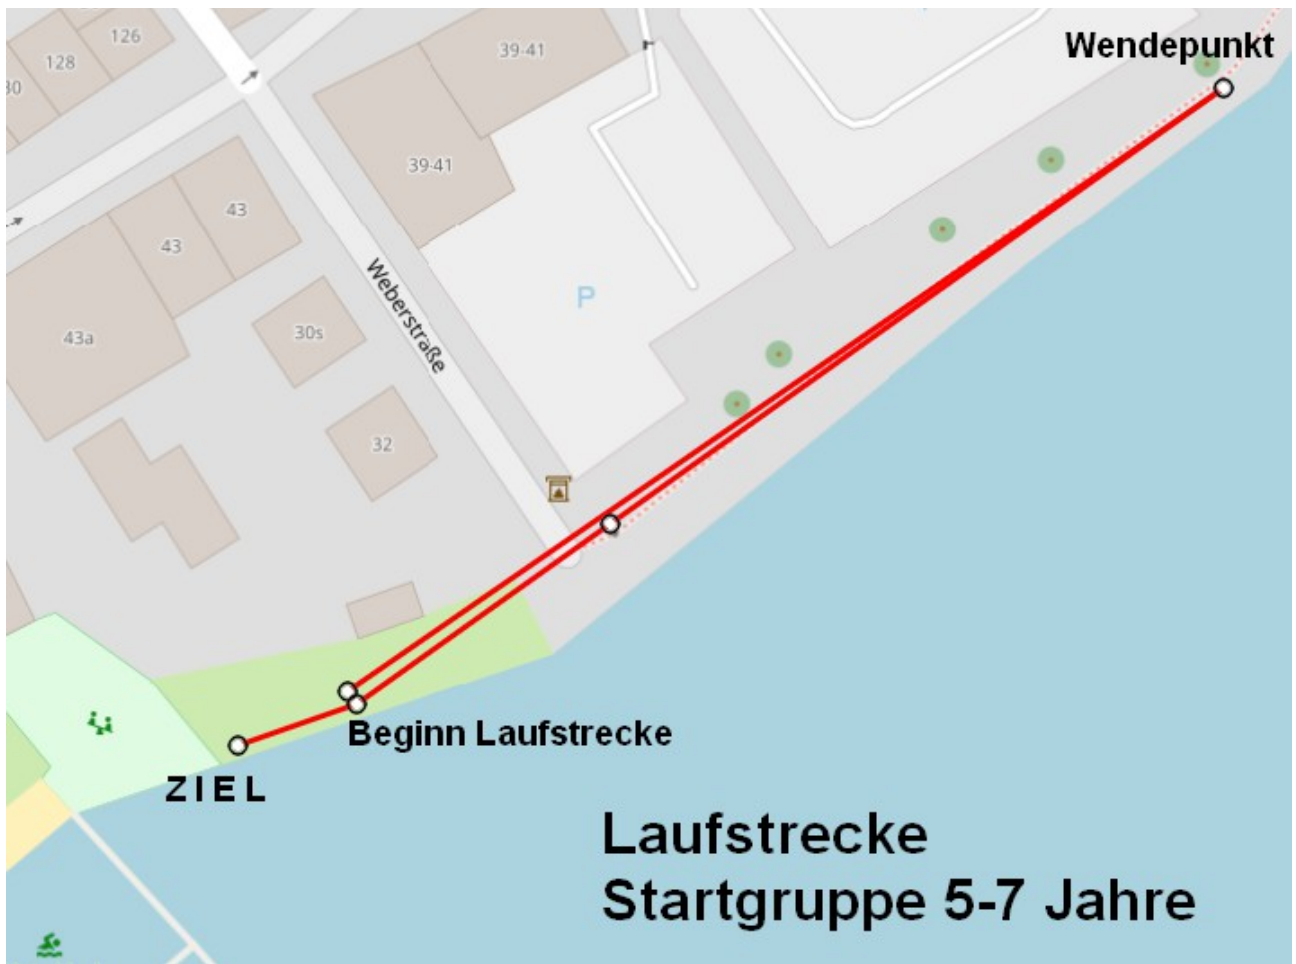 126
128
30
39-41
Wendepunkt
39-41
43
43
43a
30s
Weberstraße
P
32
Beginn Laufstrecke
ZIEL
Laufstrecke
Startgruppe 5-7 Jahre